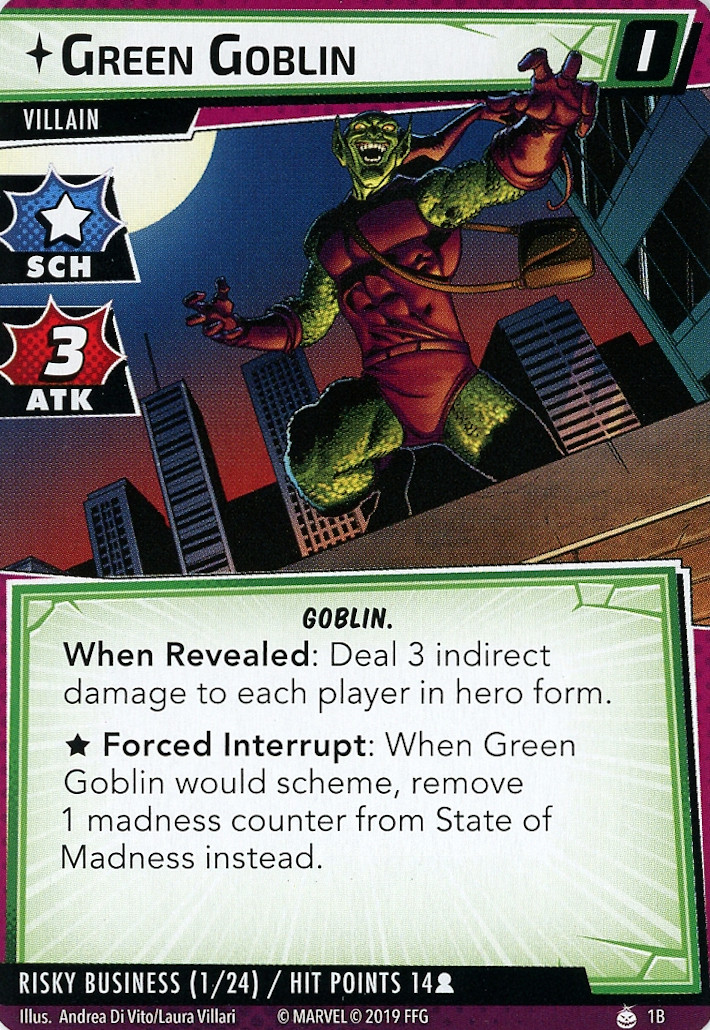 GREEN GOBLIN
I
VILLAIN
SCH
3
ATK
GOBLIN.
When Revealed: Deal 3 indirect
damage to each player in hero form.
★ Forced Interrupt: When Green
Goblin would scheme, remove
1 madness counter from State of
Madness instead.
RISKY BUSINESS (1/24) / HIT POINTS 14
Illus. Andrea Di Vito/Laura Villari © MARVEL © 2019 FFG 1B